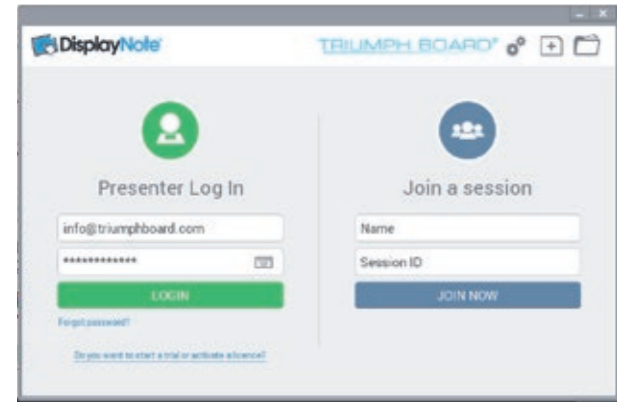 DisplayNote
TRIUMPH BOARD®
Presenter Log In
info@triumphboard.com
************
LOGIN
Forgot password?
Do you want to start a trial or activate a licence?
Join a session
Name
Session ID
JOIN NOW